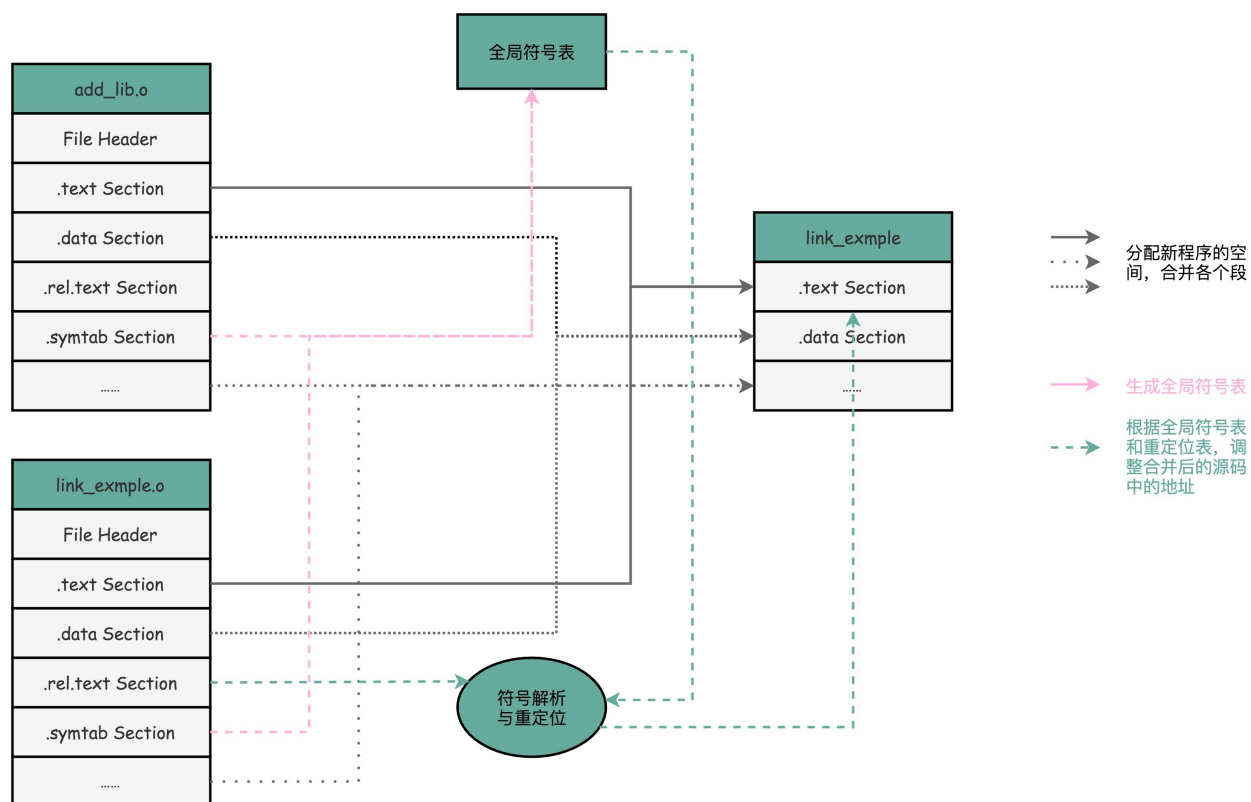 全局符号表
add_lib.o
File Header
.text Section
.data Section
.rel.text Section
.symtab Section
……
link_exmple.o
File Header
.text Section
.data Section
.rel.text Section
.symtab Section
……
符号解析
与重定位
link_exmple
.text Section
.data Section
……
分配新程序的空
间，合并各个段
生成全局符号表
根据全局符号表
和重定位表，调
整合并后的源码
中的地址